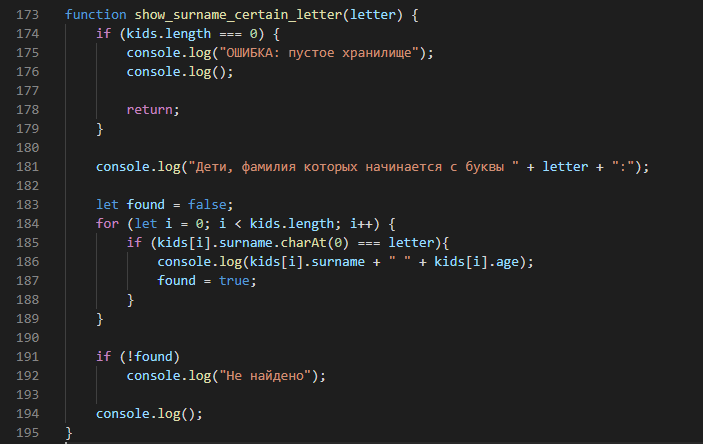 173 function show_surname_certain_letter(letter) {
174     if (kids.length === 0) {
175         console.log("ОШИБКА: пустое хранилище");
176         console.log();
177
178         return;
179     }
180
181     console.log("Дети, фамилия которых начинается с буквы " + letter + ":");
182
183     let found = false;
184     for (let i = 0; i < kids.length; i++) {
185         if (kids[i].surname.charAt(0) === letter){
186             console.log(kids[i].surname + " " + kids[i].age);
187             found = true;
188         }
189     }
190
191     if (!found)
192         console.log("Не найдено");
193
194     console.log();
195 }